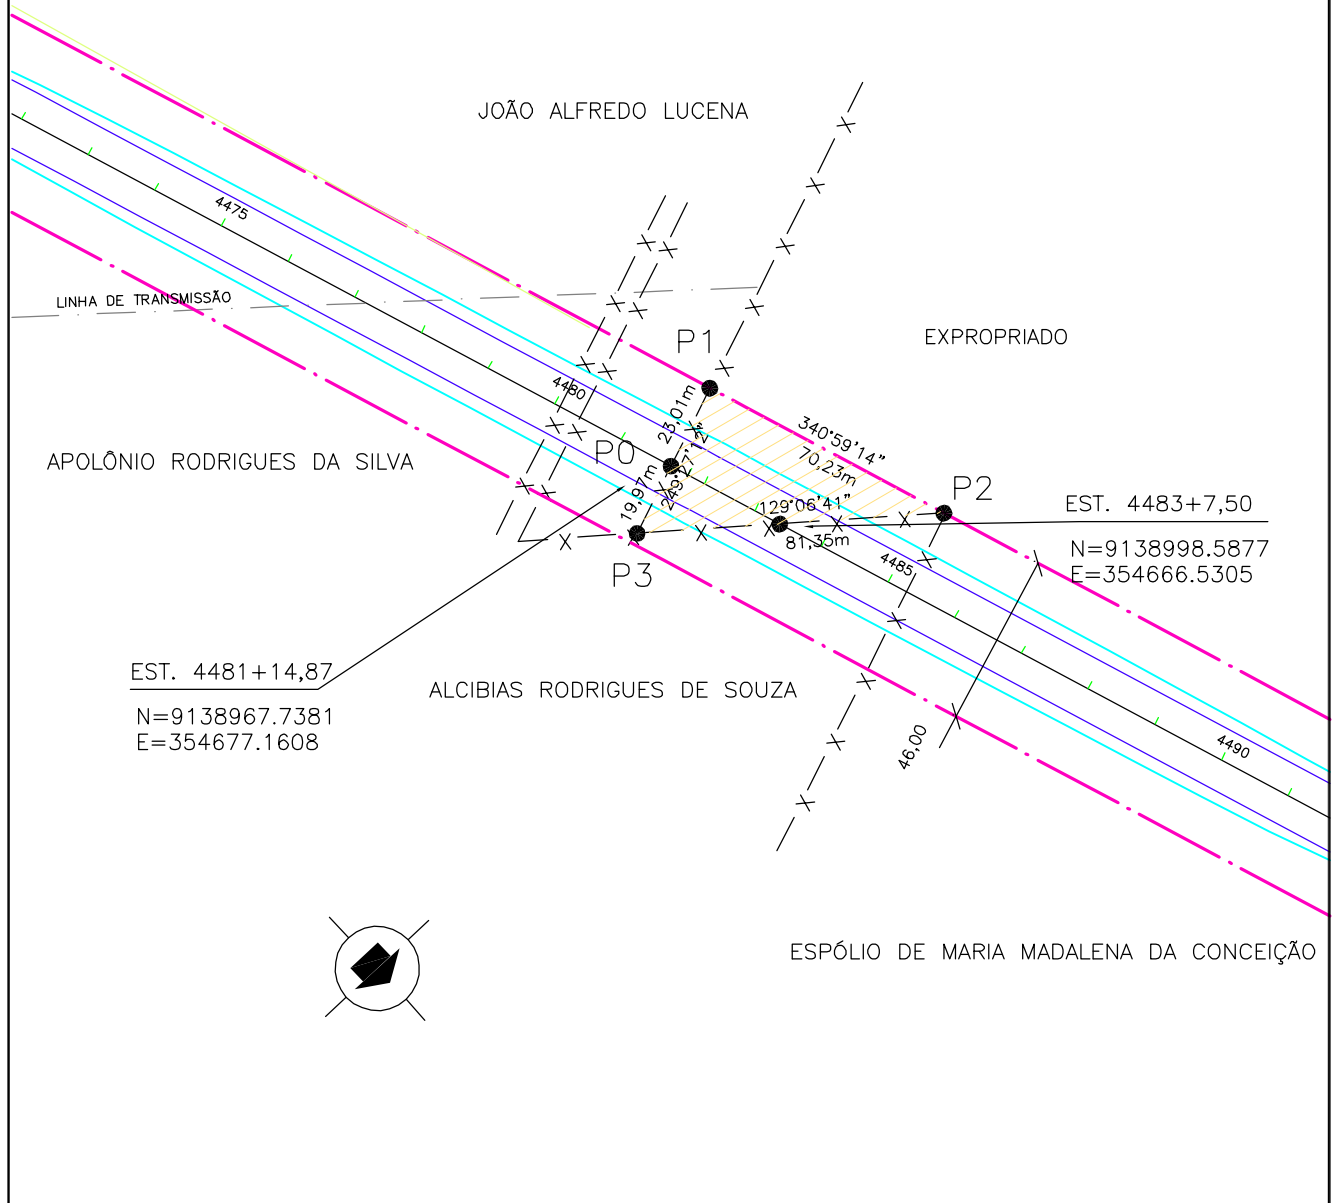 JOÃO ALFREDO LUCENA
4475
LINHA DE TRANSMISSÃO
P1
EXPROPRIADO
4480
23,01m
340°59'14"
70,23m
APOLÔNIO RODRIGUES DA SILVA
P0
249°27'12"
19,97m
P2
129°06'41"
81,35m
EST. 4483+7,50
N=9138998.5877
E=354666.5305
4485
P3
EST. 4481+14,87
N=9138967.7381
E=354677.1608
ALCIBIAS RODRIGUES DE SOUZA
46,00
4490
ESPÓLIO DE MARIA MADALENA DA CONCEIÇÃO